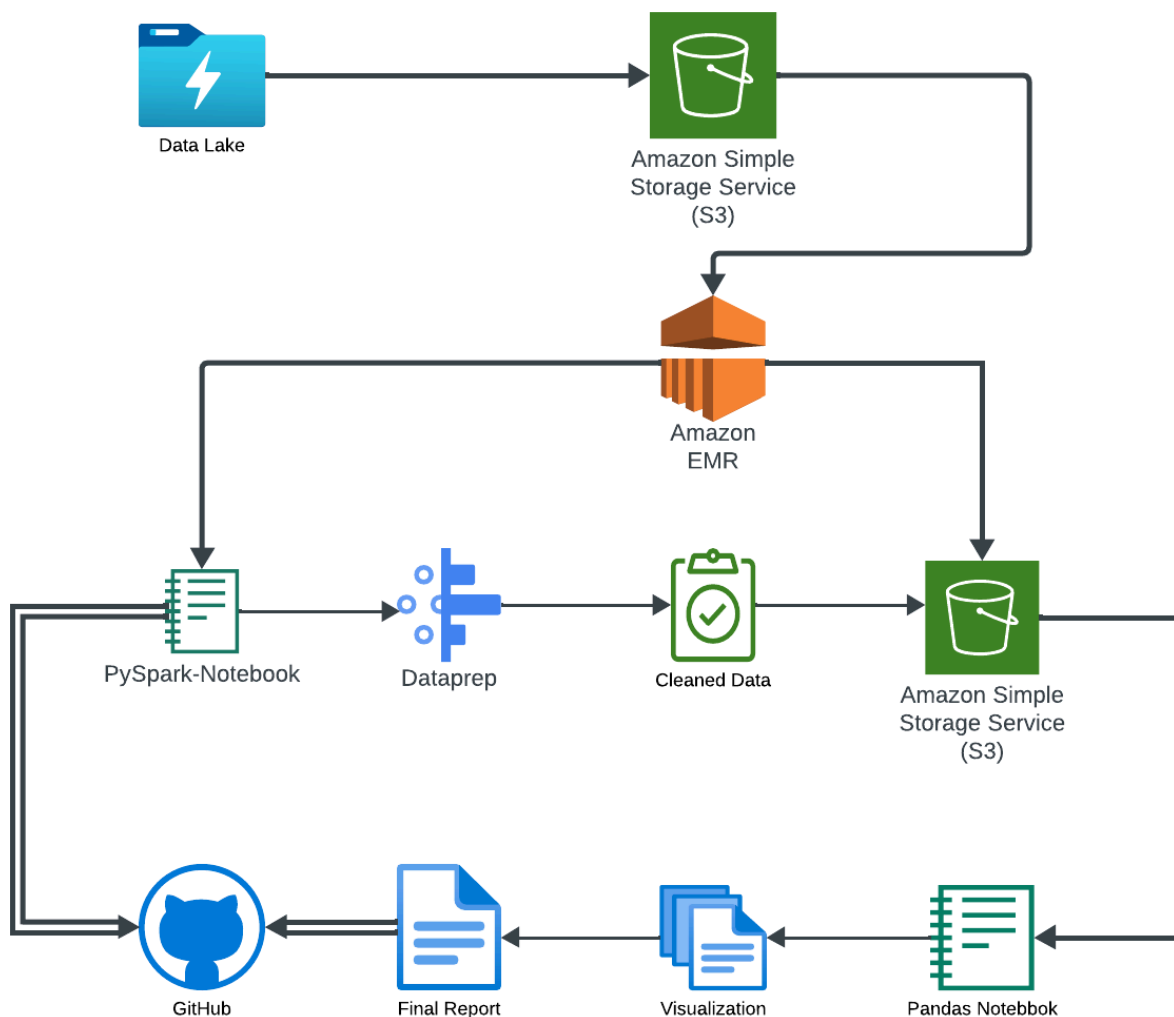 Data Lake
Amazon Simple
Storage Service
(S3)
Amazon
EMR
PySpark-Notebook
Dataprep
Cleaned Data
Amazon Simple
Storage Service
(S3)
GitHub
Final Report
Visualization
Pandas Notebbok